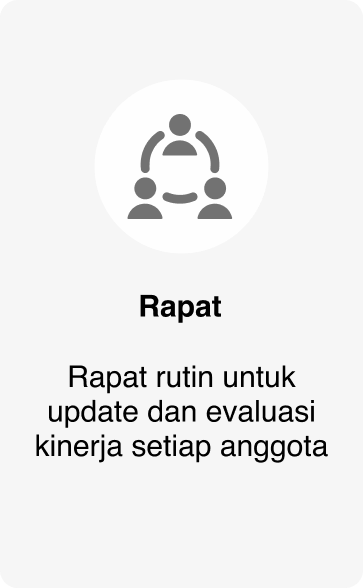 Rapat
Rapat rutin untuk
update dan evaluasi
kinerja setiap anggota